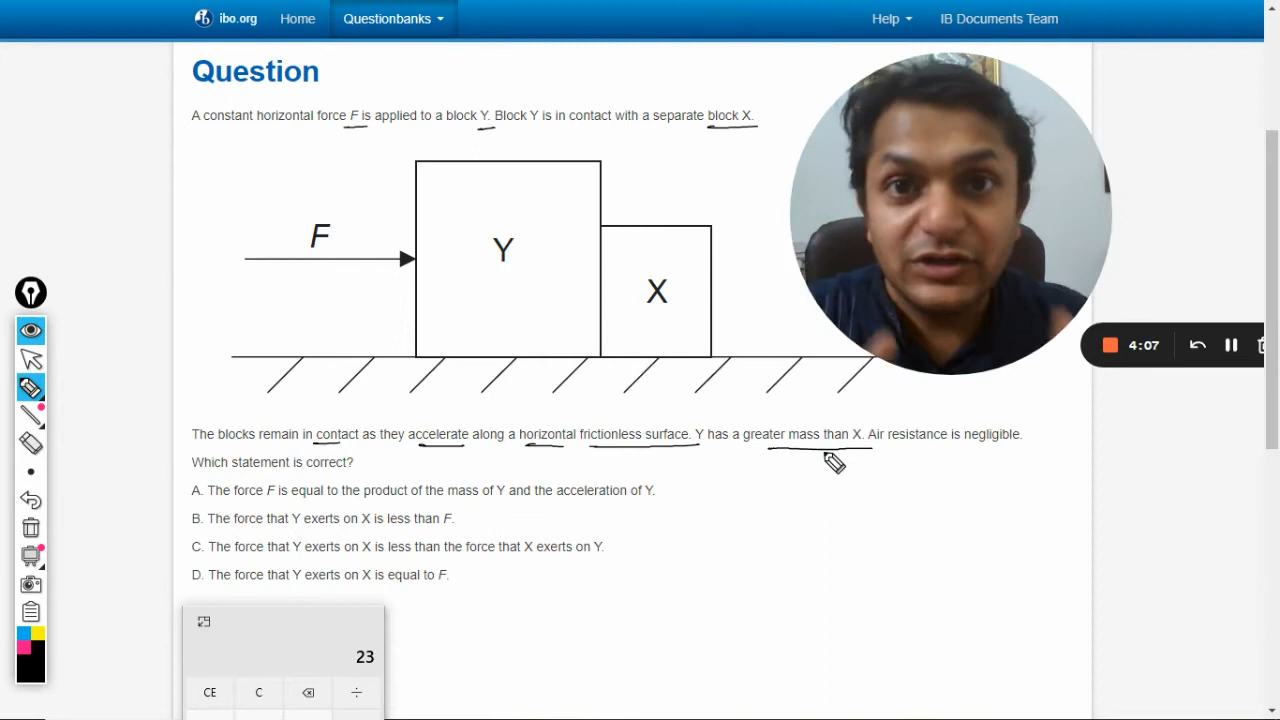 ibo.org Home Questionbanks Help IB Documents Team
Question
A constant horizontal force F is applied to a block Y. Block Y is in contact with a separate block X.
F
Y
X
4:07
The blocks remain in contact as they accelerate along a horizontal frictionless surface. Y has a greater mass than X. Air resistance is negligible.
Which statement is correct?
A. The force F is equal to the product of the mass of Y and the acceleration of Y.
B. The force that Y exerts on X is less than F.
C. The force that Y exerts on X is less than the force that X exerts on Y.
D. The force that Y exerts on X is equal to F.
23
CE C ÷